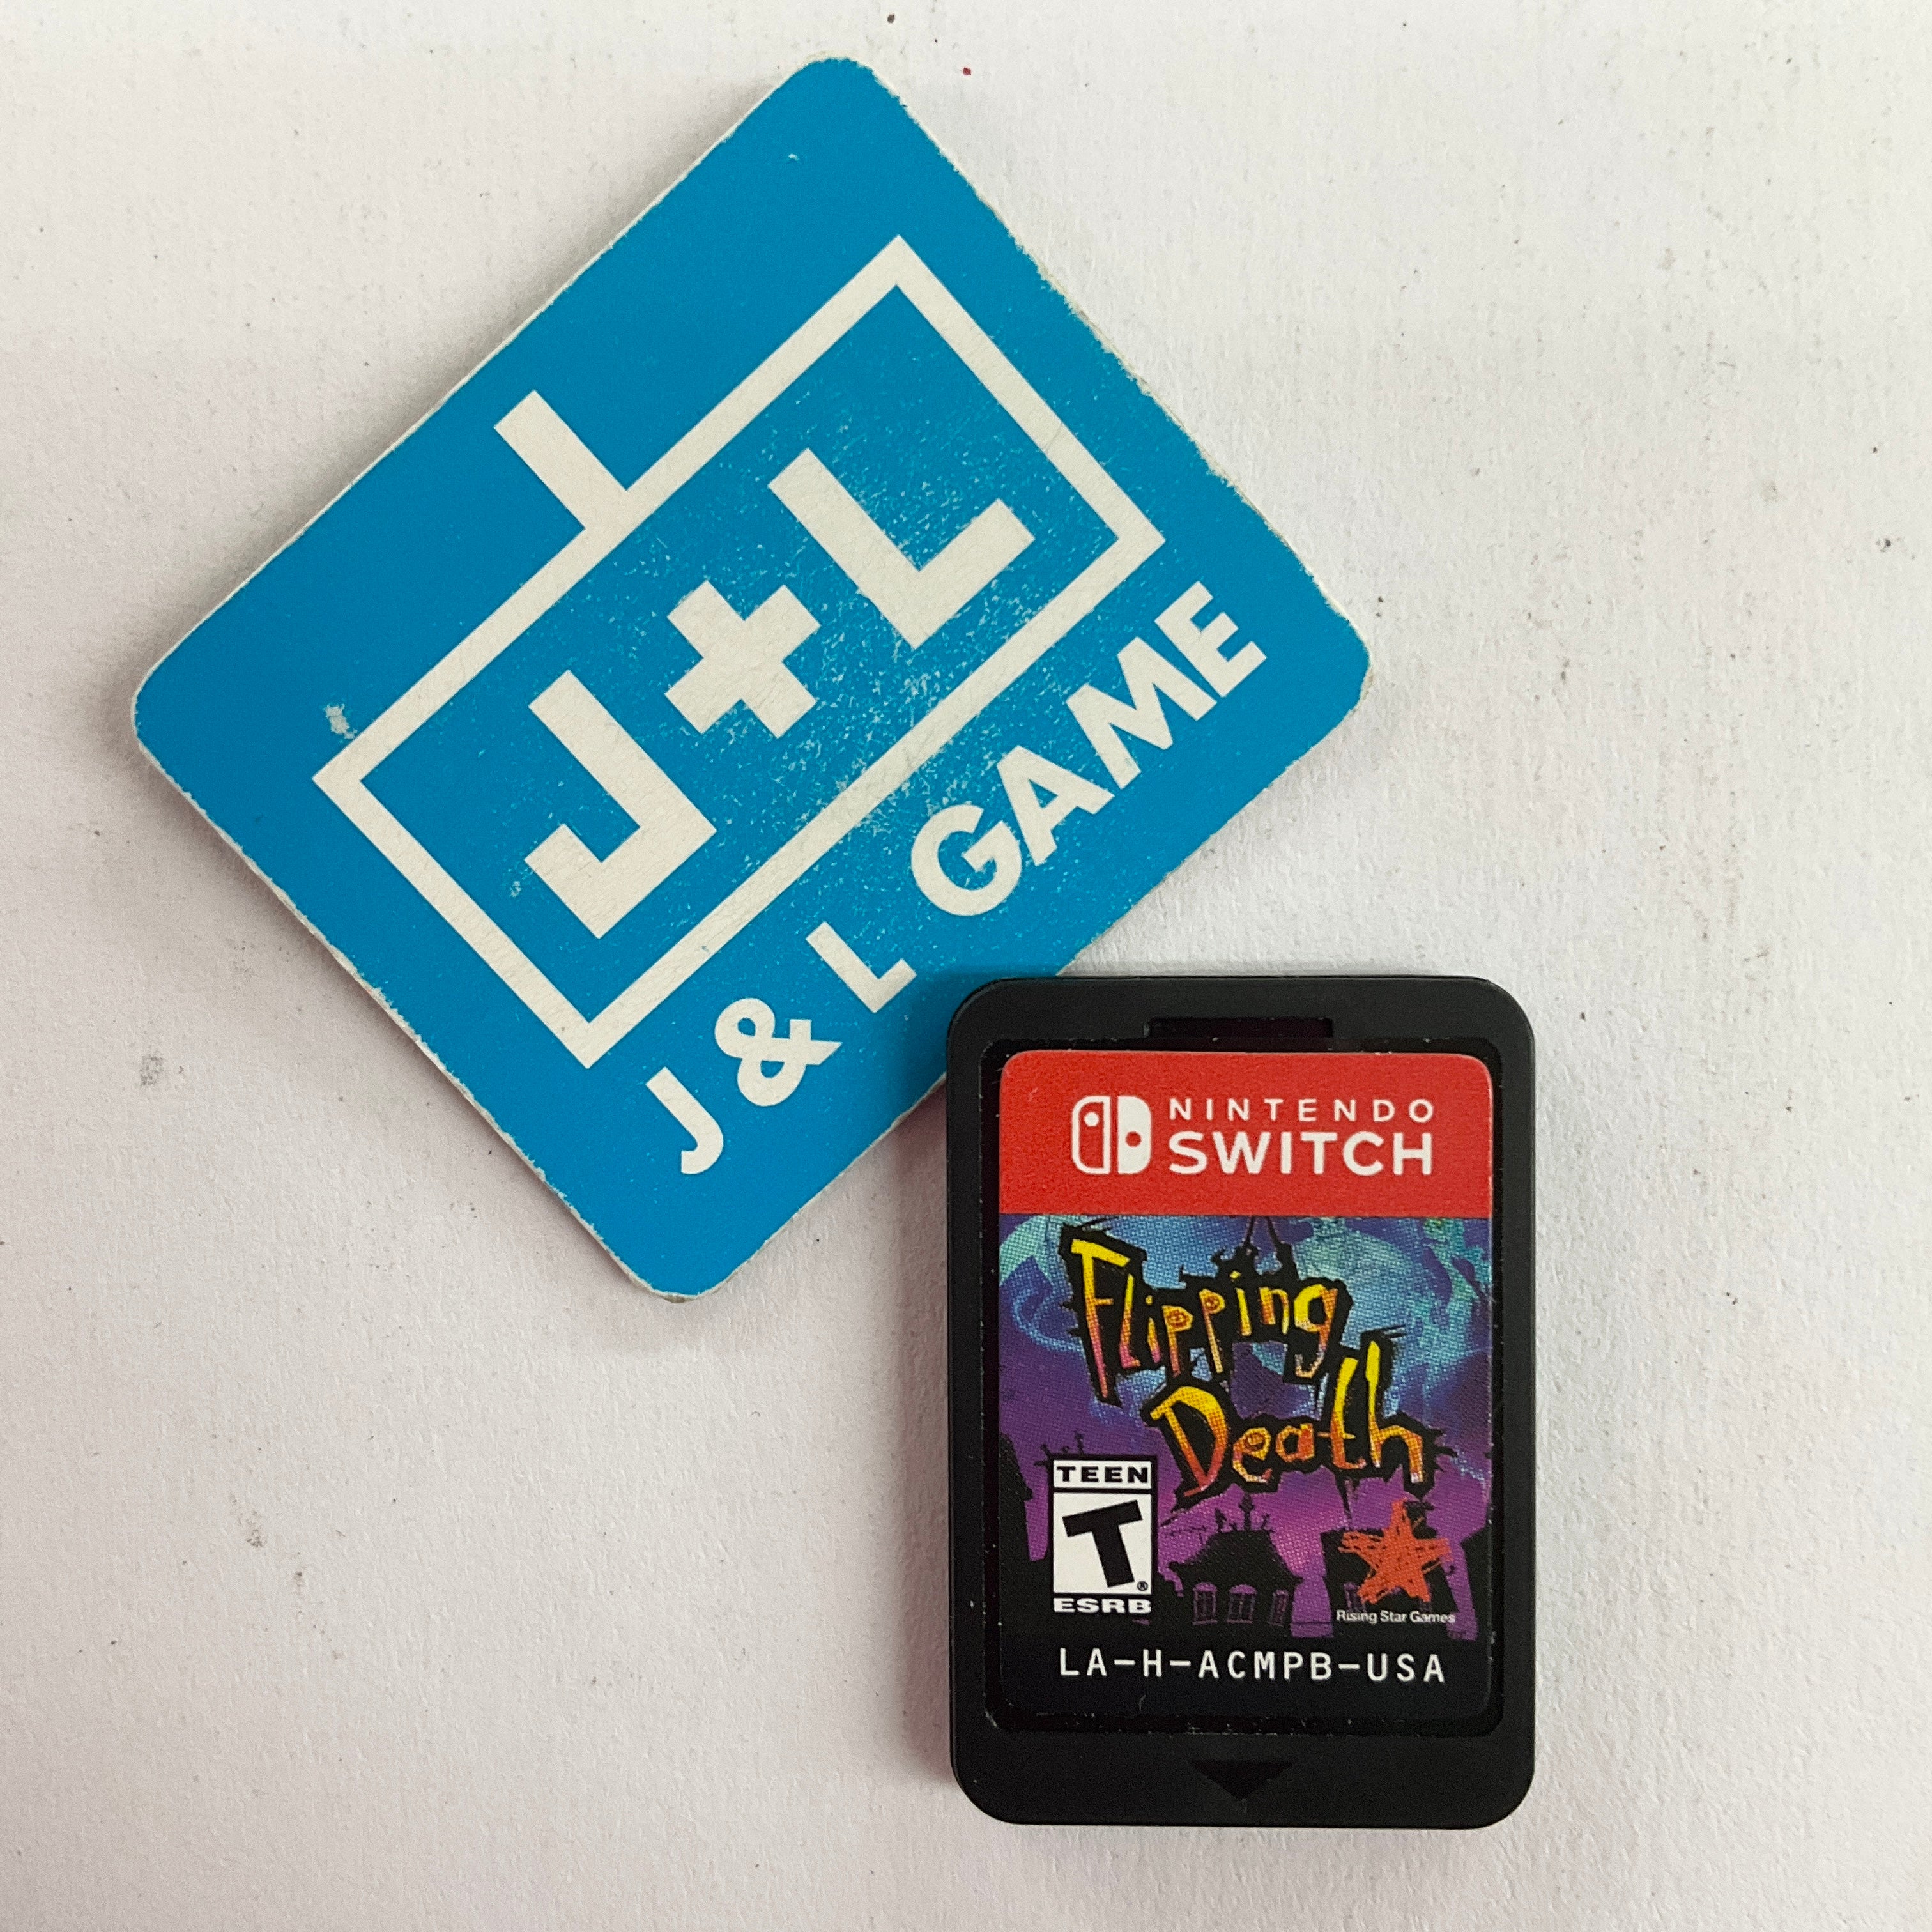 J+L
J & L GAME
NINTENDO
SWITCH
Flipping
Death
TEEN
T®
ESRB
Rising Star Games
LA-H-ACMPB-USA